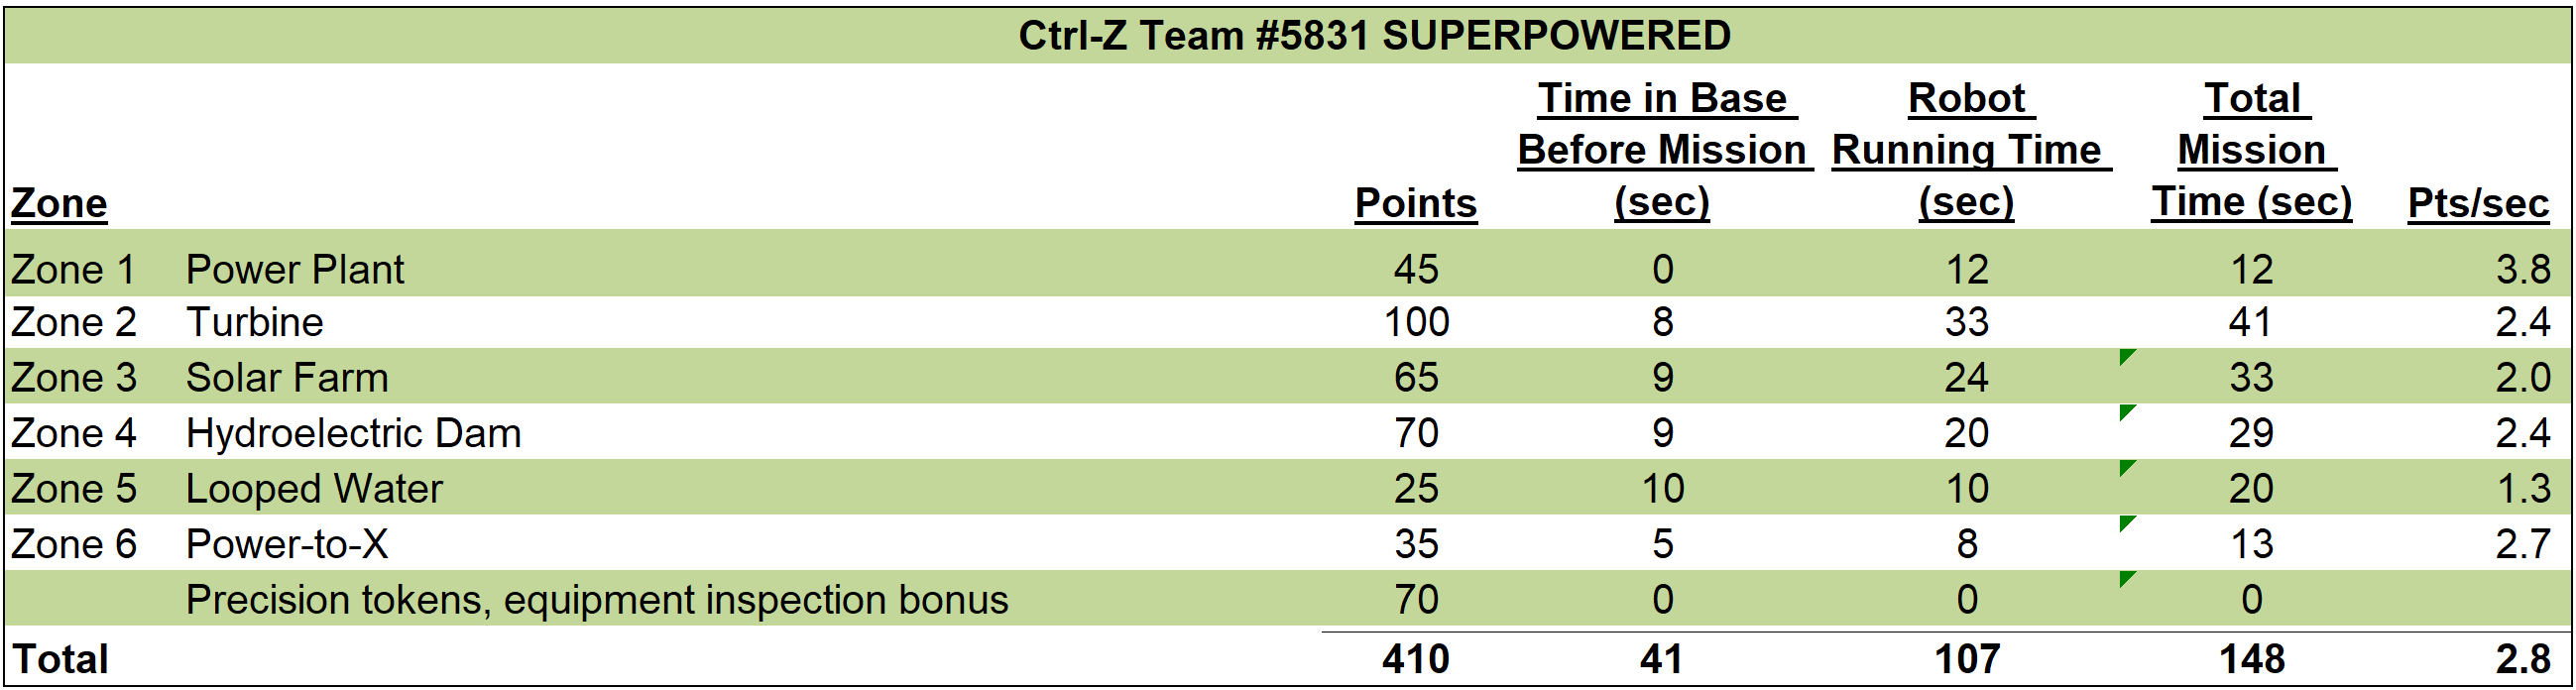 Ctrl-Z Team #5831 SUPERPOWERED
Zone Points Time in Base Before Mission (sec) Robot Running Time (sec) Total Mission Time (sec) Pts/sec
Zone 1 Power Plant 45 0 12 12 3.8
Zone 2 Turbine 100 8 33 41 2.4
Zone 3 Solar Farm 65 9 24 33 2.0
Zone 4 Hydroelectric Dam 70 9 20 29 2.4
Zone 5 Looped Water 25 10 10 20 1.3
Zone 6 Power-to-X 35 5 8 13 2.7
Precision tokens, equipment inspection bonus 70 0 0 0
Total 410 41 107 148 2.8